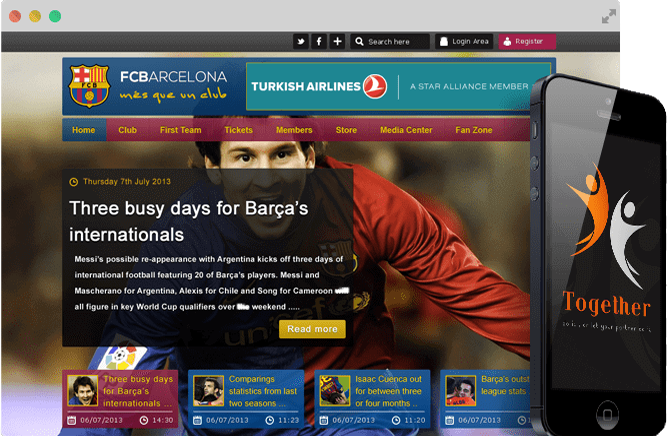 Search here
Login Area
Register
FCB
FCBARCELONA
més que un club
TURKISH AIRLINES
A STAR ALLIANCE MEMBER
Home
Club
First Team
Tickets
Members
Store
Media Center
Fan Zone
Thursday 7th July 2013
Three busy days for Barça's
internationals
Messi's possible re-appearance with Argentina kicks off three days of
international football featuring 20 of Barça's players. Messi and
Mascherano for Argentina, Alexis for Chile and Song for Cameroon
all figure in key World Cup qualifiers over weekend .....
Read more
unicef
Three busy days
for Barça's
internationals ...
06/07/2013
14:30
Comparings
statistics from last
two seasons ...
06/07/2013
11:23
Isaac Cuenca out
for between three
or four months ..
06/07/2013
13:29
Barça's outst
league stats
06/07/2013
Together